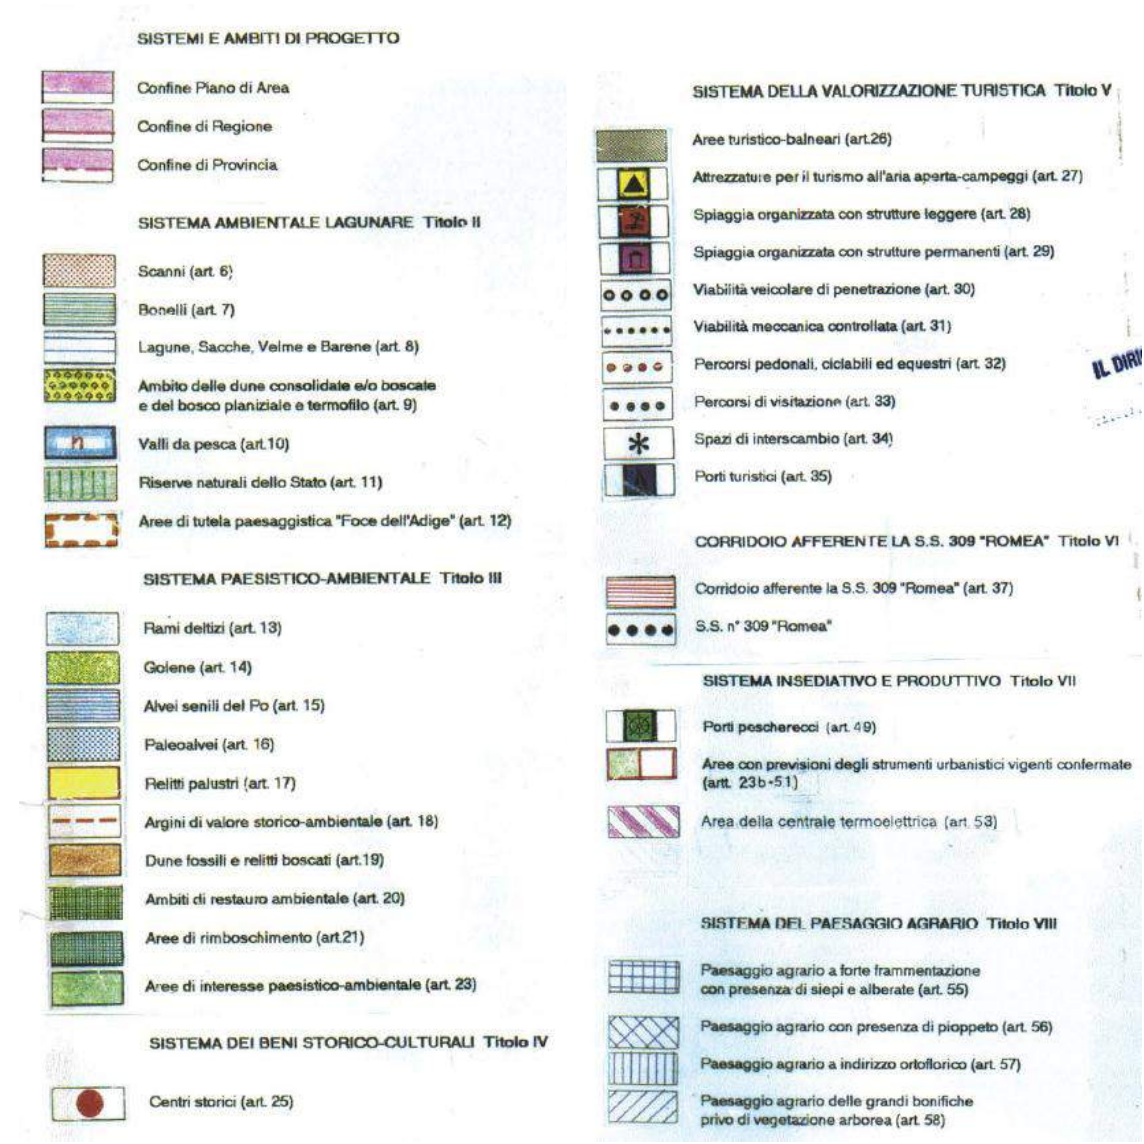 SISTEMI E AMBITI DI PROGETTO
Confine Piano di Area
Confine di Regione
Confine di Provincia
SISTEMA AMBIENTALE LAGUNARE Titolo II
Scanni (art. 6)
Bonelli (art. 7)
Lagune, Sacche, Velme e Barene (art. 8)
Ambito delle dune consolidate e/o boscate
e del bosco planiziale e termofilo (art. 9)
n
Valli da pesca (art.10)
Riserve naturali dello Stato (art. 11)
Aree di tutela paesaggistica "Foce dell'Adige" (art. 12)
SISTEMA PAESISTICO-AMBIENTALE Titolo III
Rami deltizi (art. 13)
Golene (art. 14)
Alvei senili del Po (art. 15)
Paleoalvei (art. 16)
Relitti palustri (art. 17)
Argini di valore storico-ambientale (art. 18)
Dune fossili e relitti boscati (art.19)
Ambiti di restauro ambientale (art. 20)
Aree di rimboschimento (art.21)
Aree di interesse paesistico-ambientale (art. 23)
SISTEMA DEI BENI STORICO-CULTURALI Titolo IV
Centri storici (art. 25)
SISTEMA DELLA VALORIZZAZIONE TURISTICA Titolo V
Aree turistico-balneari (art.26)
Attrezzature per il turismo all'aria aperta-campeggi (art. 27)
Spiaggia organizzata con strutture leggere (art. 28)
Spiaggia organizzata con strutture permanenti (art. 29)
Viabilità veicolare di penetrazione (art. 30)
Viabilità meccanica controllata (art. 31)
Percorsi pedonali, ciclabili ed equestri (art. 32)
IL DIRI
Percorsi di visitazione (art. 33)
Spazi di interscambio (art. 34)
Porti turistici (art. 35)
CORRIDOIO AFFERENTE LA S.S. 309 "ROMEA" Titolo VI
Corridoio afferente la S.S. 309 "Romea" (art. 37)
S.S. n° 309 "Romea"
SISTEMA INSEDIATIVO E PRODUTTIVO Titolo VII
Porti pescherecci (art. 49)
Aree con previsioni degli strumenti urbanistici vigenti confermate
(artt. 23b-51)
Area della centrale termoelettrica (art. 53)
SISTEMA DEL PAESAGGIO AGRARIO Titolo VIII
Paesaggio agrario a forte frammentazione
con presenza di siepi e alberate (art. 55)
Paesaggio agrario con presenza di pioppeto (art. 56)
Paesaggio agrario a indirizzo ortoflorico (art. 57)
Paesaggio agrario delle grandi bonifiche
privo di vegetazione arborea (art. 58)